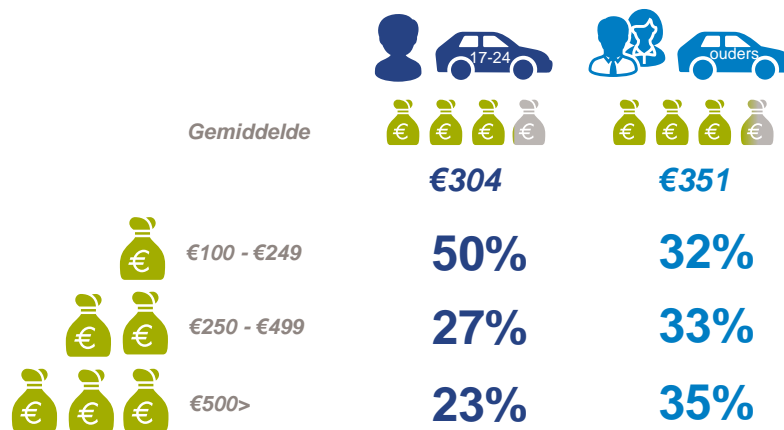 17-24 ouders
Gemiddelde € € € € € € € €
€304 €351
€ €100 - €249 50% 32%
€ € €250 - €499 27% 33%
€ € € €500> 23% 35%